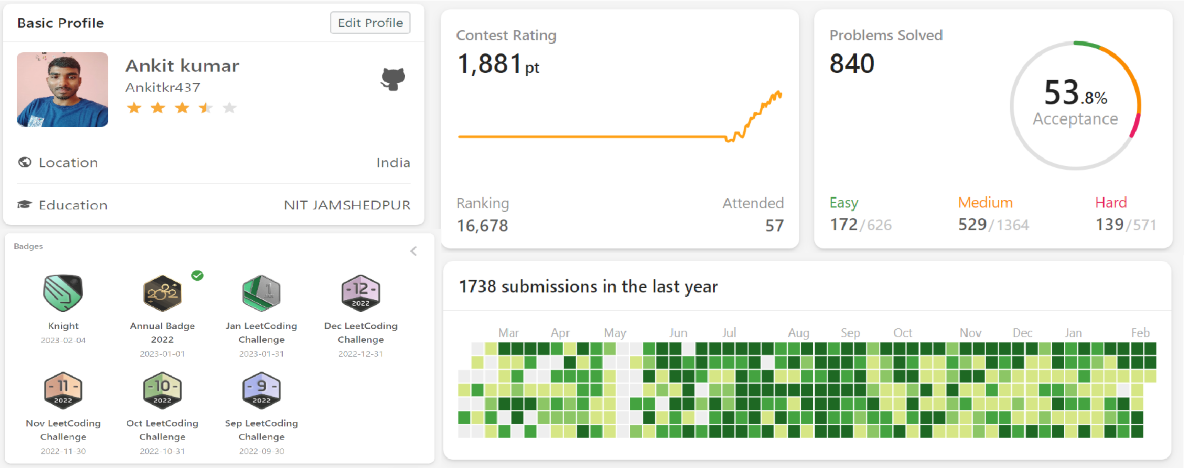 Basic Profile
Edit Profile
Ankit kumar
Ankitkr437
Location India
Education NIT JAMSHEDPUR
Badges
Knight
2023-02-04
2022
Annual Badge
2022
2023-01-01
1
Jan LeetCoding
Challenge
2023-01-31
-12-
2022
Dec LeetCoding
Challenge
2022-12-31
-11-
2022
Nov LeetCoding
Challenge
2022-11-30
-10-
2022
Oct LeetCoding
Challenge
2022-10-31
-9-
2022
Sep LeetCoding
Challenge
2022-09-30
Contest Rating
1,881pt
Ranking Attended
16,678 57
Problems Solved
840
53.8%
Acceptance
Easy Medium Hard
172/626 529/1364 139/571
1738 submissions in the last year
Mar Apr May Jun Jul Aug Sep Oct Nov Dec Jan Feb